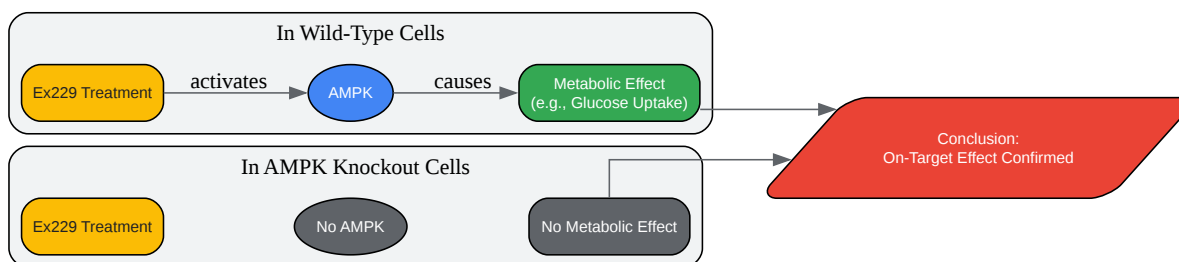 In Wild-Type Cells
Ex229 Treatment
activates
AMPK
causes
Metabolic Effect
(e.g., Glucose Uptake)
Conclusion:
On-Target Effect Confirmed
In AMPK Knockout Cells
Ex229 Treatment
No AMPK
No Metabolic Effect